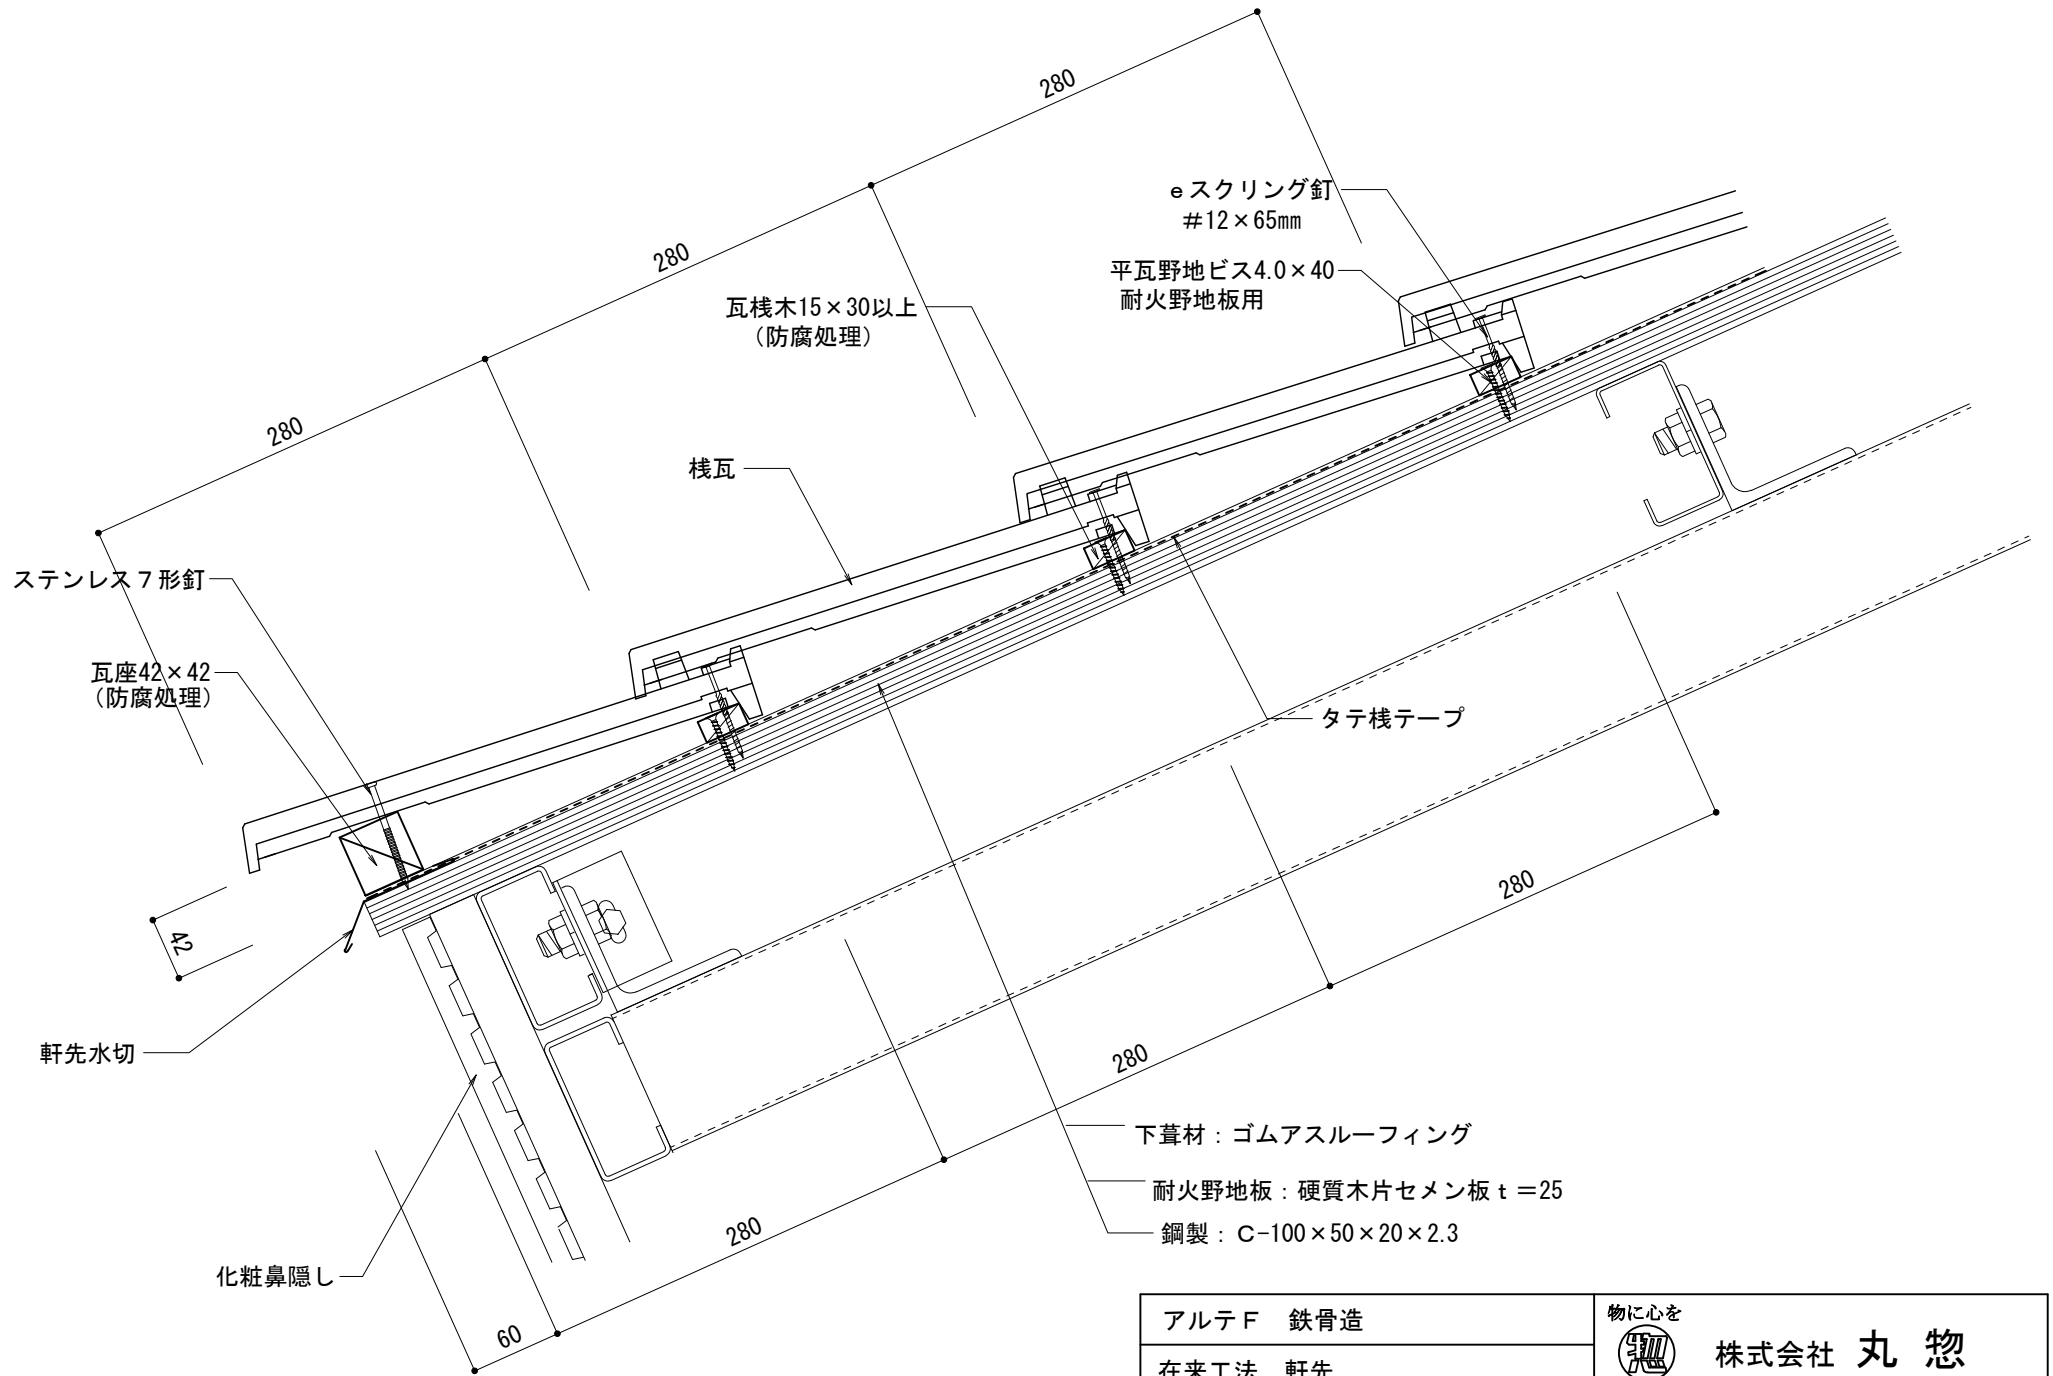 280
280
280
eスクリング釘
#12×65mm
平瓦野地ビス4.0×40
耐火野地板用
瓦桟木15×30以上
(防腐処理)
桟瓦
ステンレス7形釘
瓦座42×42
(防腐処理)
タテ桟テープ
42
軒先水切
280
280
280
60
下葺材：ゴムアスルーフィング
耐火野地板：硬質木片セメン板t＝25
鋼製：C-100×50×20×2.3
化粧鼻隠し
アルテF 鉄骨造
在来工法 軒先
物に心を
惣
株式会社 丸惣